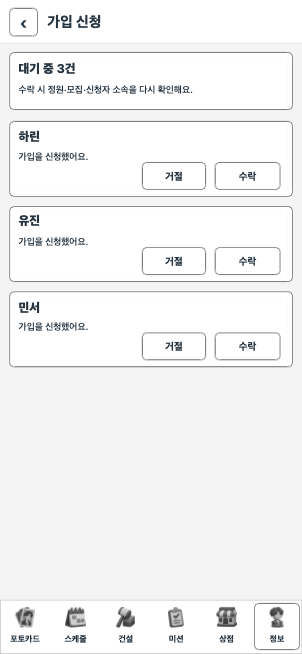 ‹ 가입 신청
대기 중 3건
수락 시 정원·모집·신청자 소속을 다시 확인해요.
하린
가입을 신청했어요.
거절 수락
유진
가입을 신청했어요.
거절 수락
민서
가입을 신청했어요.
거절 수락
포토카드 스케줄 건설 미션 상점 정보